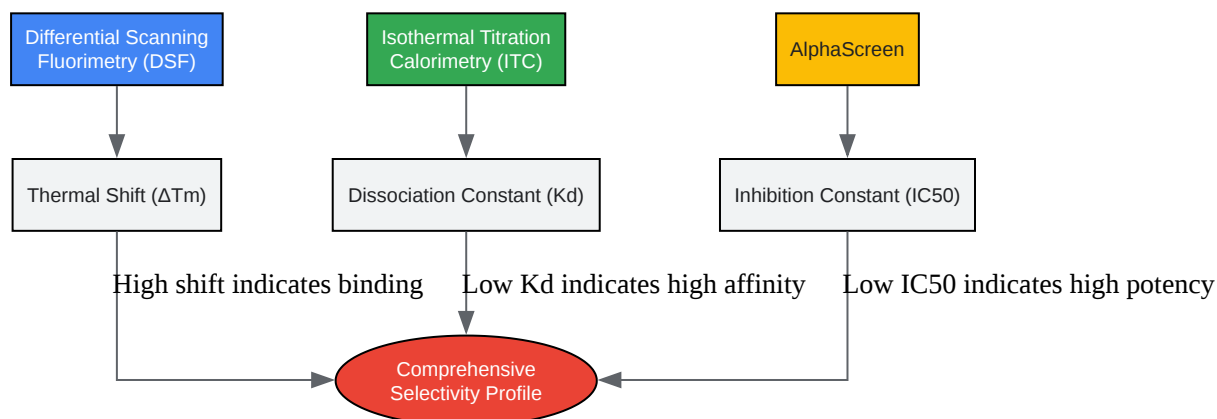 Differential Scanning
Fluorimetry (DSF)
Isothermal Titration
Calorimetry (ITC)
AlphaScreen
Thermal Shift (ΔTm)
Dissociation Constant (Kd)
Inhibition Constant (IC50)
High shift indicates binding
Low Kd indicates high affinity
Low IC50 indicates high potency
Comprehensive
Selectivity Profile